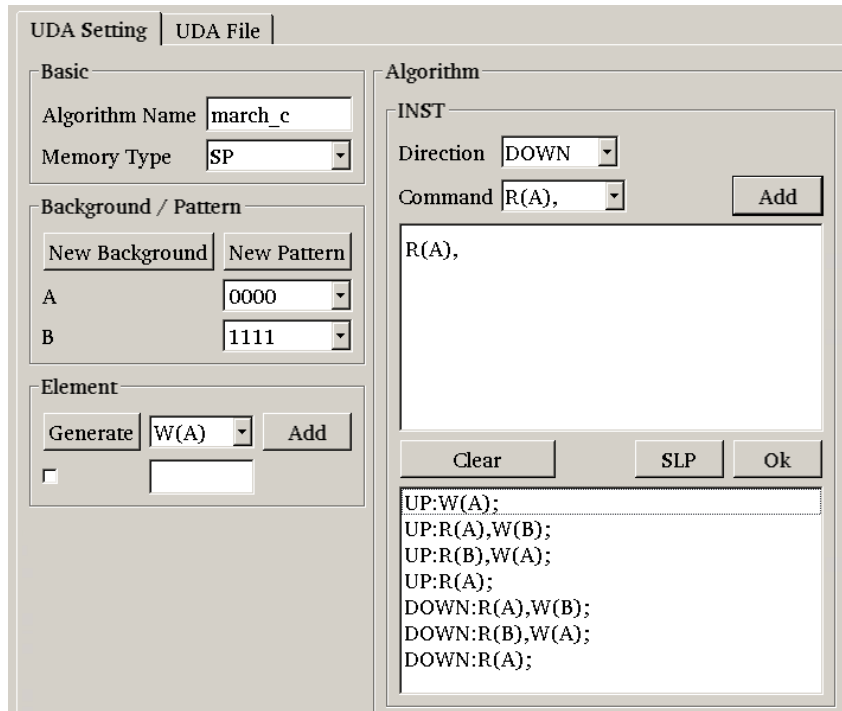 UDA Setting UDA File
Basic
Algorithm Name march_c
Memory Type SP
Background / Pattern
New Background New Pattern
A 0000
B 1111
Element
Generate W(A) Add
Algorithm
INST
Direction DOWN
Command R(A), Add
R(A),
Clear SLP Ok
UP:W(A);
UP:R(A),W(B);
UP:R(B),W(A);
UP:R(A);
DOWN:R(A),W(B);
DOWN:R(B),W(A);
DOWN:R(A);